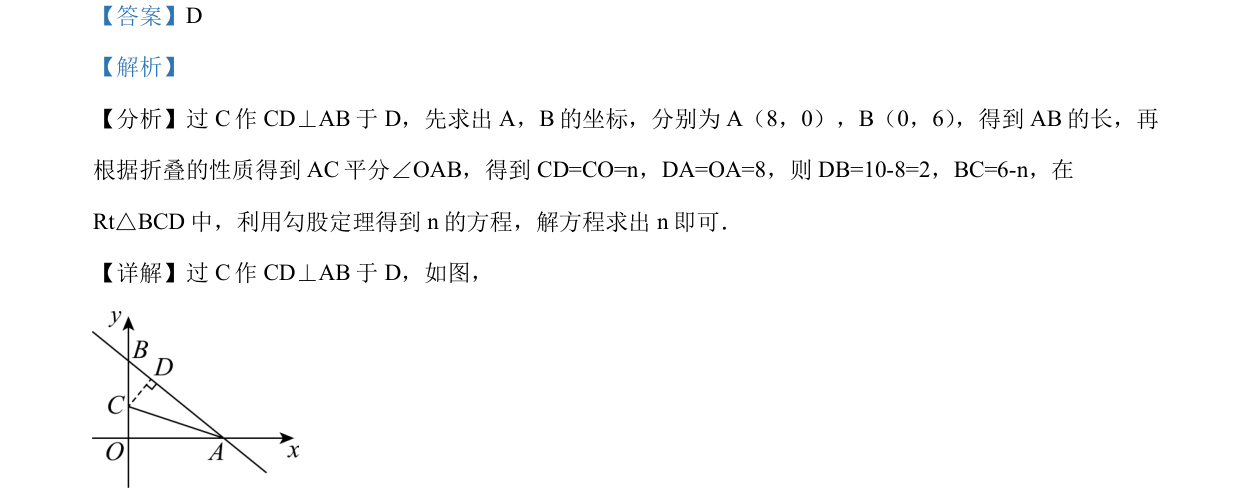 【答案】D
【解析】
【分析】过 C 作 CD⊥AB 于 D，先求出 A，B 的坐标，分别为 A（8，0），B（0，6），得到 AB 的长，再
根据折叠的性质得到 AC 平分∠OAB，得到 CD=CO=n，DA=OA=8，则 DB=10-8=2，BC=6-n，在
Rt△BCD 中，利用勾股定理得到 n 的方程，解方程求出 n 即可．
【详解】过 C 作 CD⊥AB 于 D，如图，
y
B
D
C
O
A
x